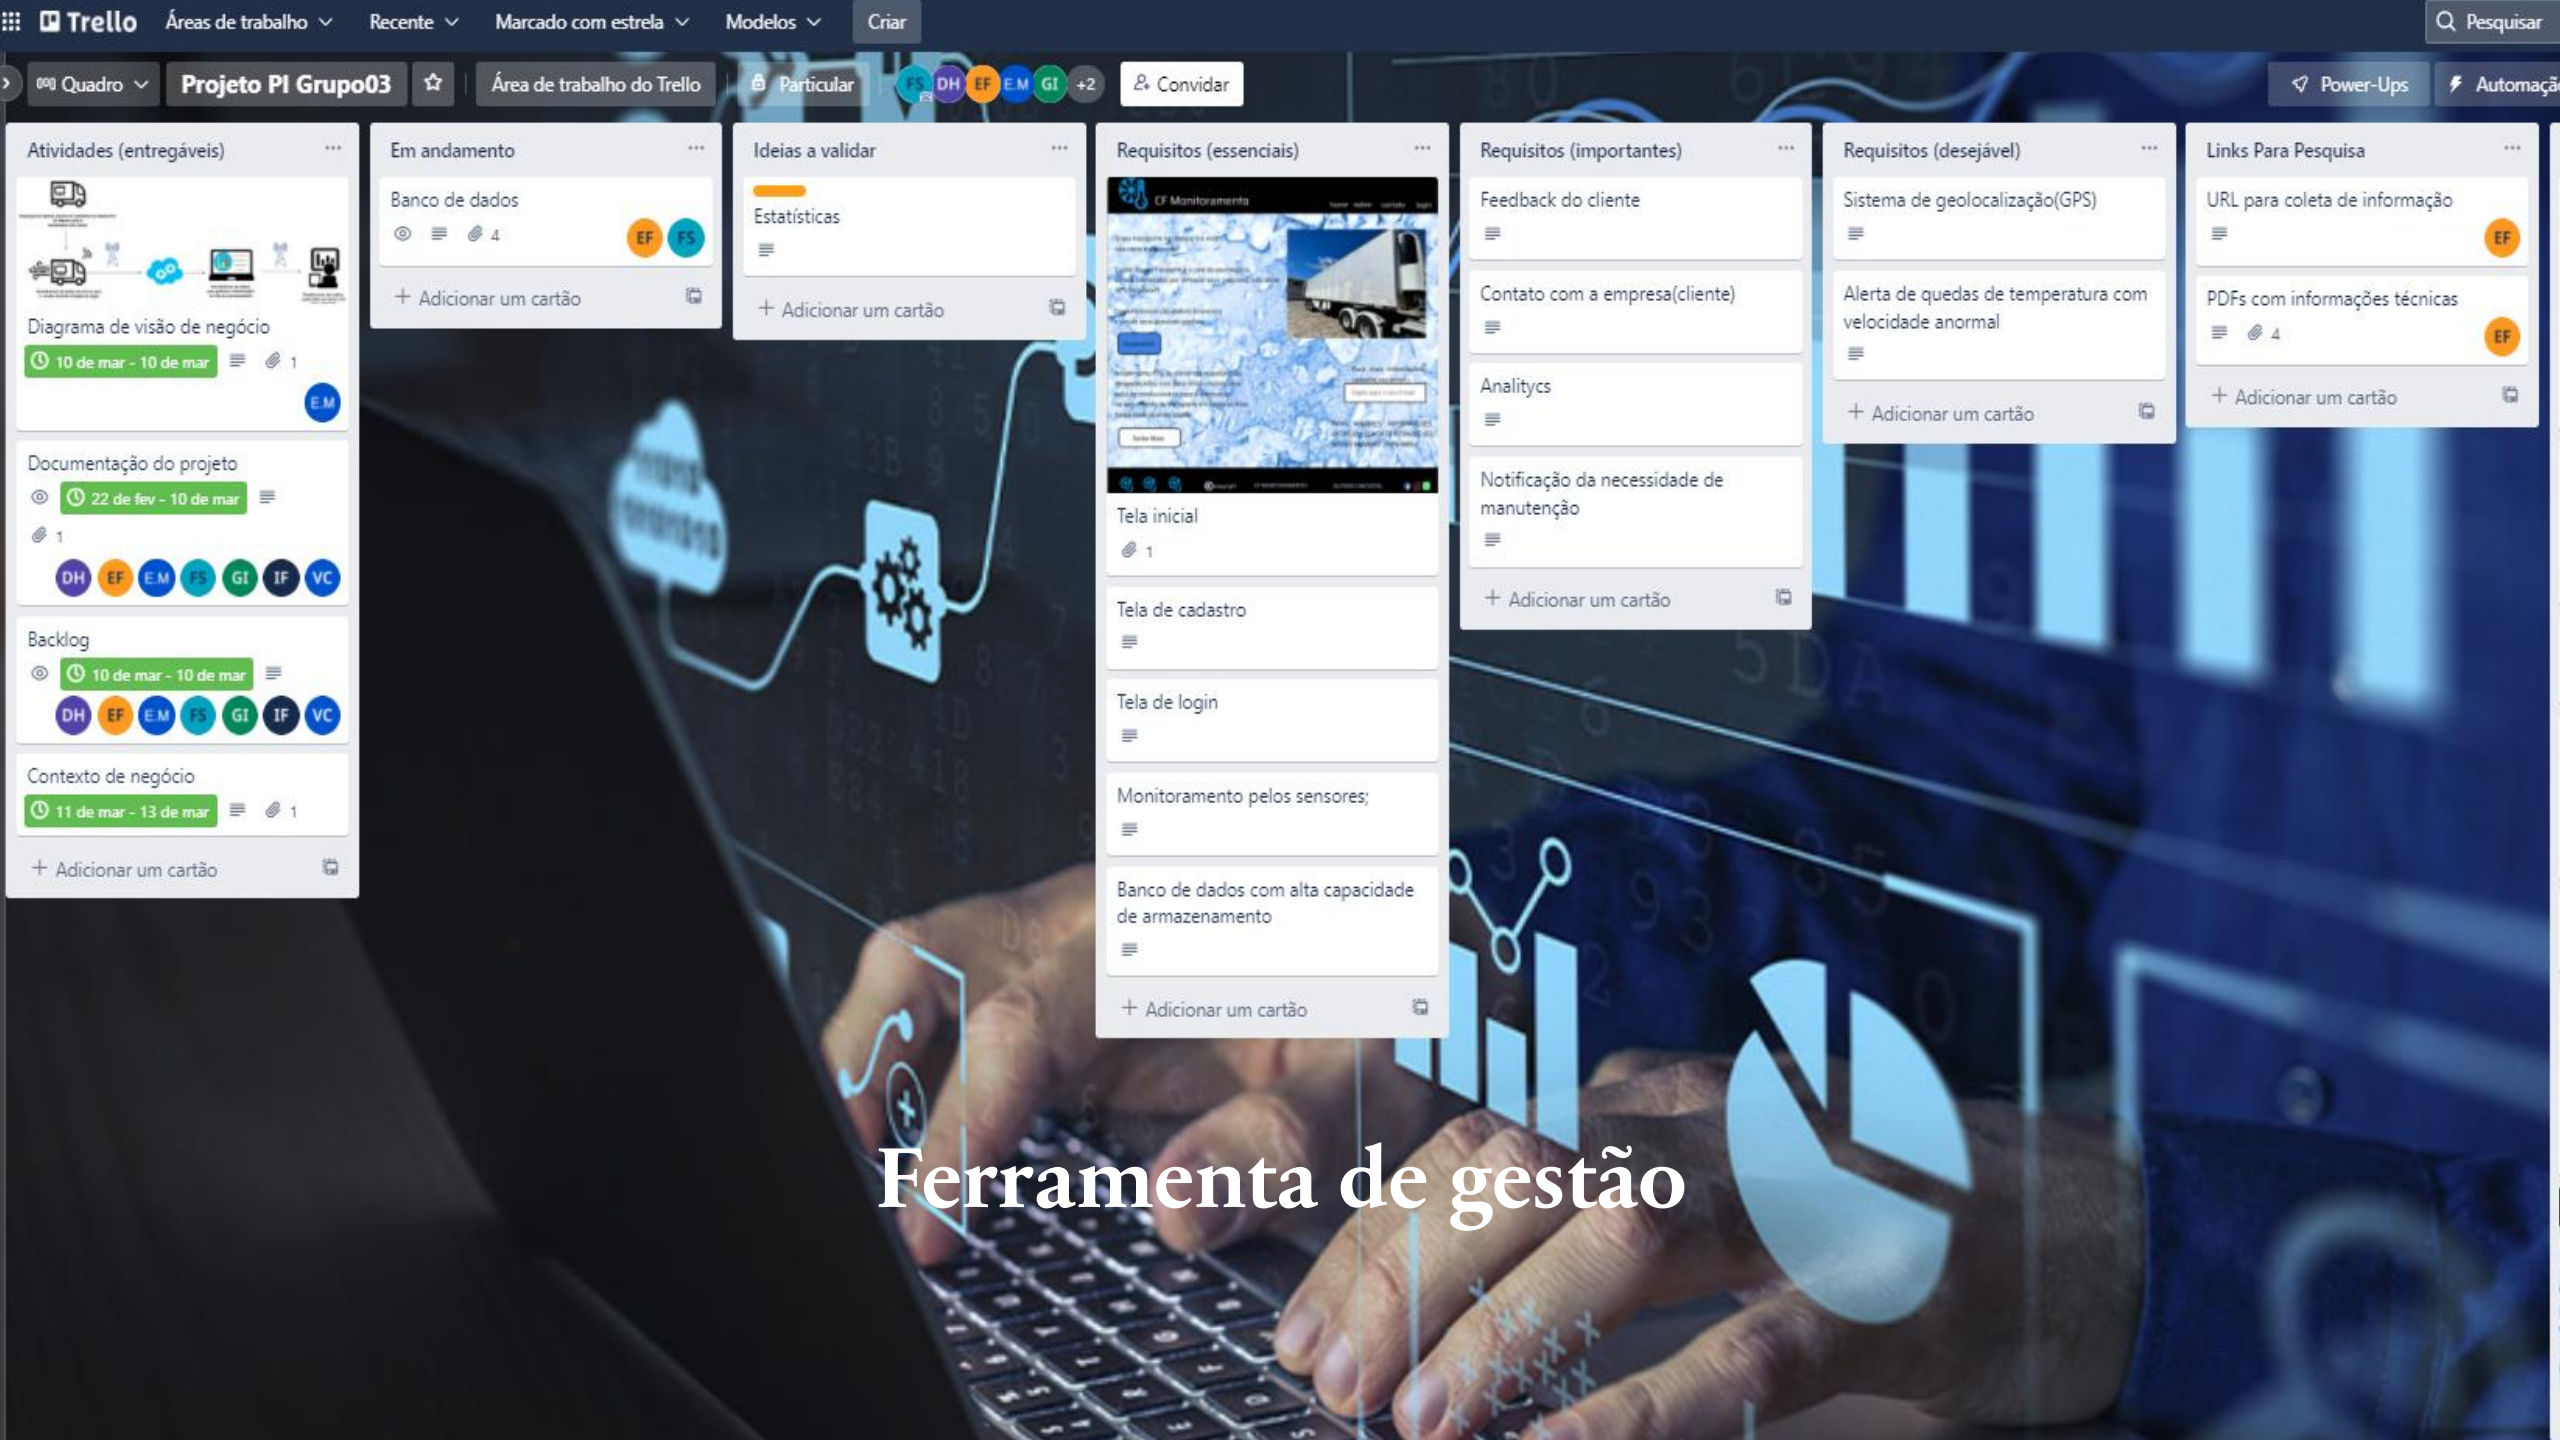 Trello Áreas de trabalho Recente Marcado com estrela Modelos Criar Pesquisar
Quadro Projeto PI Grupo03 Área de trabalho do Trello Particular FS DH EF E.M GI +2 Convidar Power-Ups Automaçã
Atividades (entregáveis)
Diagrama de visão de negócio
10 de mar - 10 de mar 1
E.M
Documentação do projeto
22 de fev - 10 de mar
1
DH EF E.M FS GI IF VC
Backlog
10 de mar - 10 de mar
DH EF E.M FS GI IF VC
Contexto de negócio
11 de mar - 13 de mar 1
+ Adicionar um cartão
Em andamento
Banco de dados
4 EF FS
+ Adicionar um cartão
Ideias a validar
Estatísticas
+ Adicionar um cartão
Requisitos (essenciais)
CF Monitoramento
Tela inicial
1
Tela de cadastro
Tela de login
Monitoramento pelos sensores;
Banco de dados com alta capacidade
de armazenamento
+ Adicionar um cartão
Requisitos (importantes)
Feedback do cliente
Contato com a empresa(cliente)
Analitycs
Notificação da necessidade de
manutenção
+ Adicionar um cartão
Requisitos (desejável)
Sistema de geolocalização(GPS)
Alerta de quedas de temperatura com
velocidade anormal
+ Adicionar um cartão
Links Para Pesquisa
URL para coleta de informação
EF
PDFs com informações técnicas
4 EF
+ Adicionar um cartão
Ferramenta de gestão